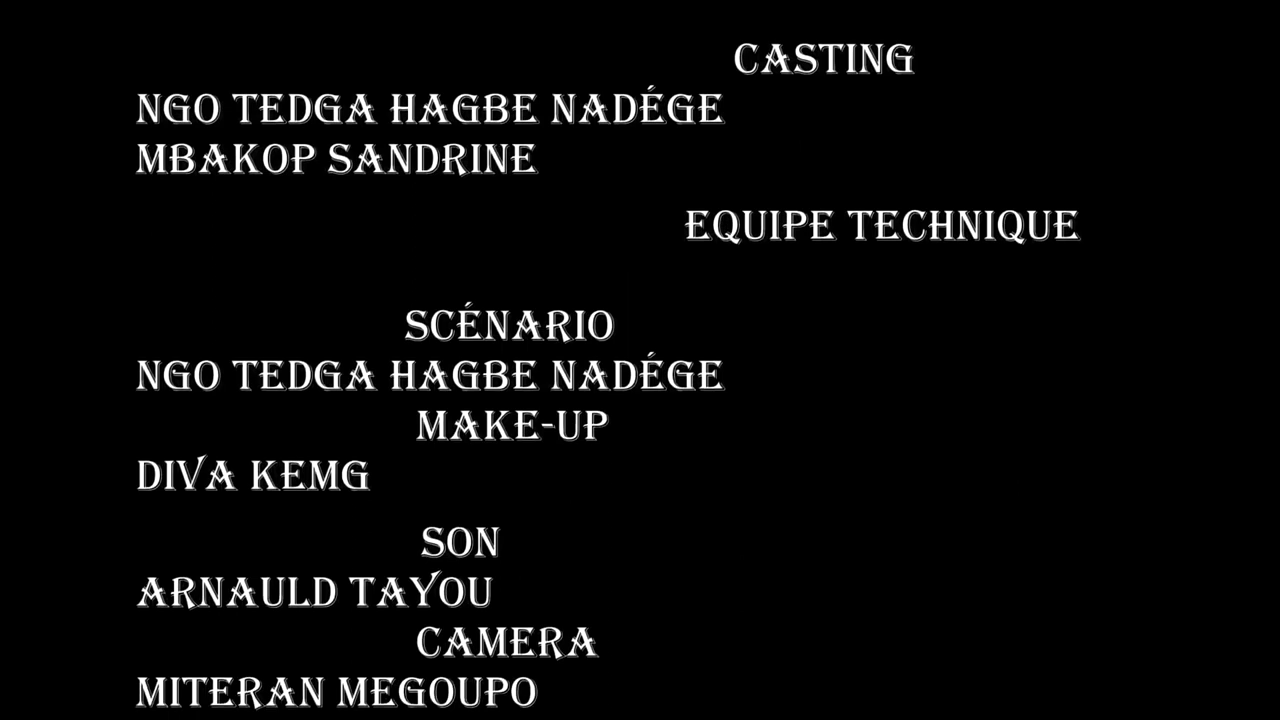 CASTING
NGO TEDGA HAGBE NADÉGE
MBAKOP SANDRINE
EQUIPE TECHNIQUE
SCÉNARIO
NGO TEDGA HAGBE NADÉGE
MAKE-UP
DIVA KEMG
SON
ARNAULD TAYOU
CAMERA
MITERAN MEGOUPO